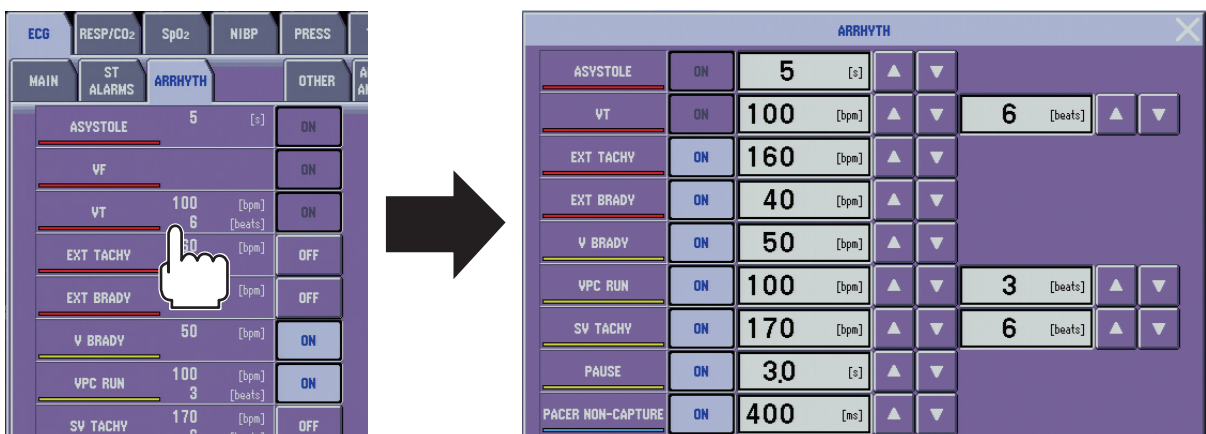 ECG RESP/CO2 SpO2 NIBP PRESS
MAIN ST ALARMS ARRHYTH OTHER
ASYSTOLE 5 [s] ON
VF ON
VT 100 [bpm] ON
6 [beats]
EXT TACHY [bpm] OFF
EXT BRADY [bpm] OFF
V BRADY 50 [bpm] ON
VPC RUN 100 [bpm] ON
3 [beats]
SV TACHY 170 [bpm] OFF
ARRHYTH
ASYSTOLE ON 5 [s]
VT ON 100 [bpm] 6 [beats]
EXT TACHY ON 160 [bpm]
EXT BRADY ON 40 [bpm]
V BRADY ON 50 [bpm]
VPC RUN ON 100 [bpm] 3 [beats]
SV TACHY ON 170 [bpm] 6 [beats]
PAUSE ON 3.0 [s]
PACER NON-CAPTURE ON 400 [ms]